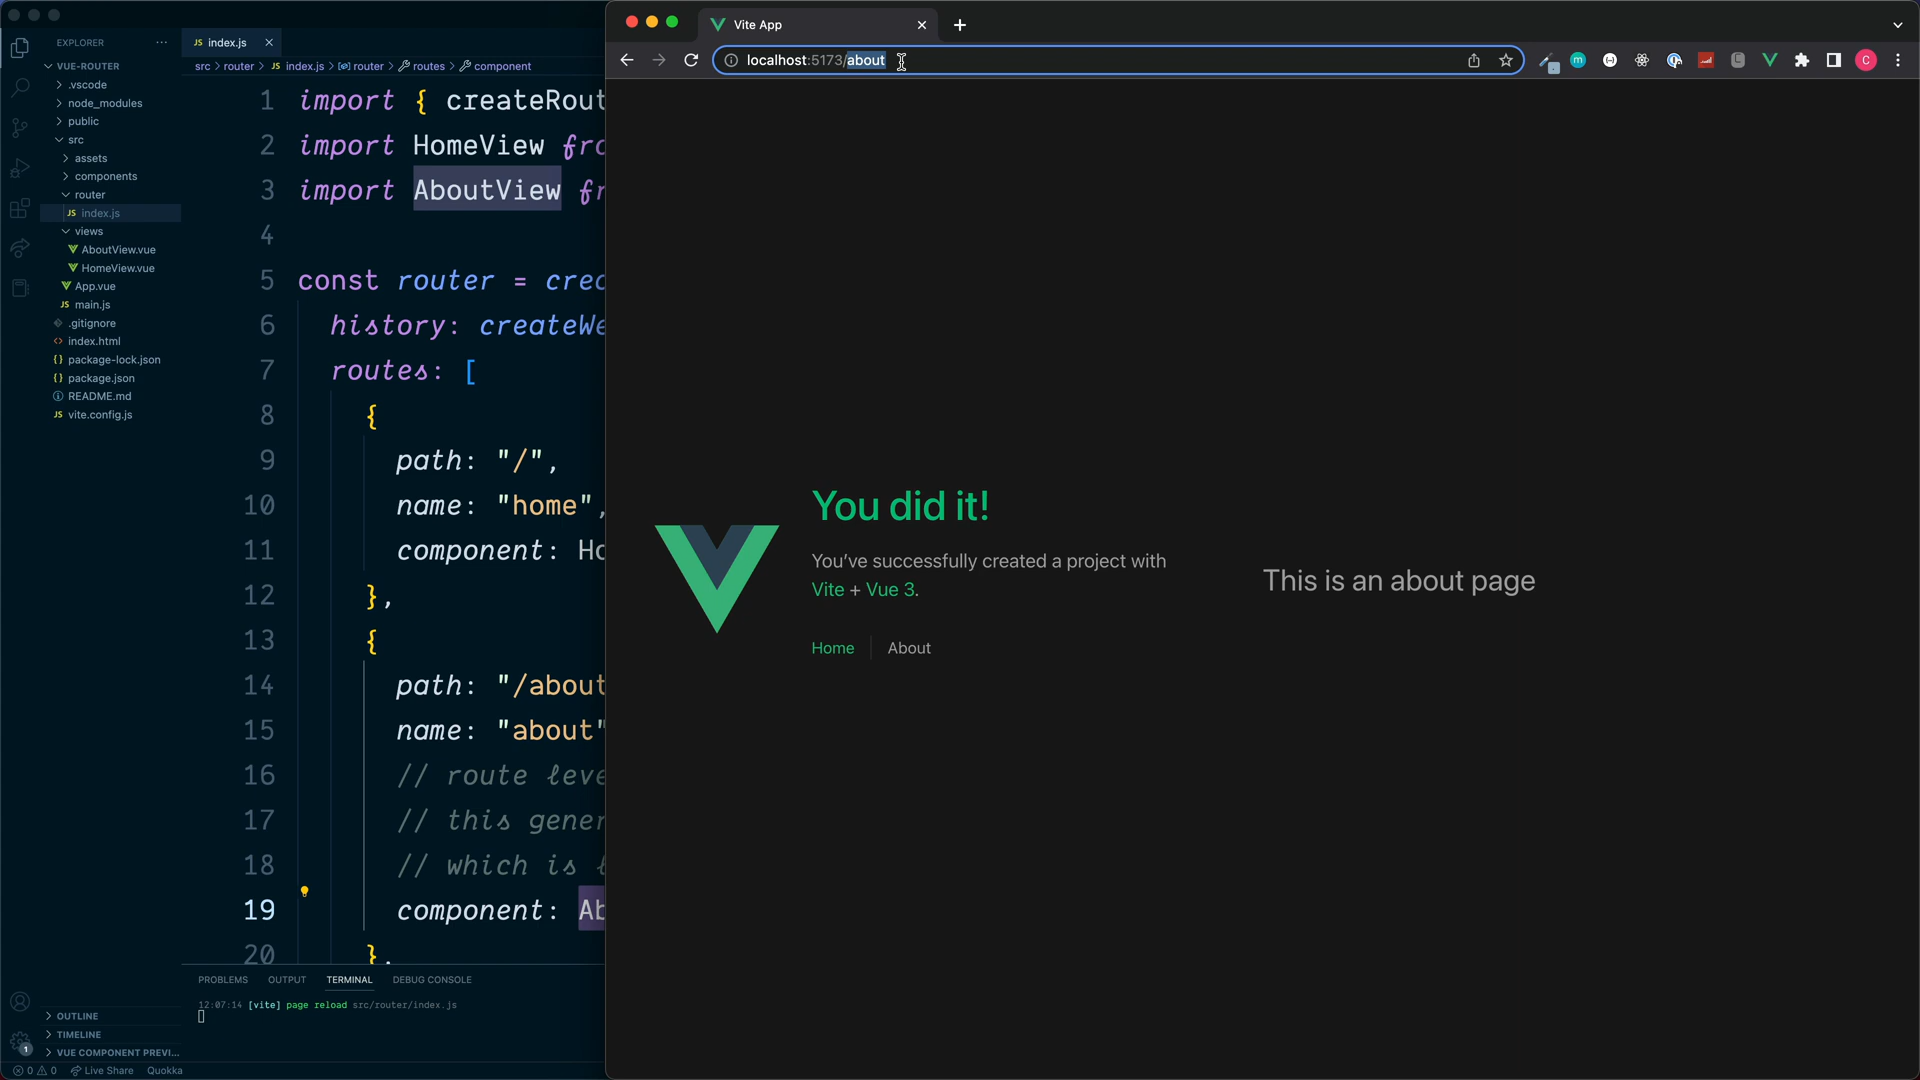 EXPLORER
VUE-ROUTER
.vscode
node_modules
public
src
assets
components
router
JS index.js
views
AboutView.vue
HomeView.vue
App.vue
JS main.js
.gitignore
<> index.html
{} package-lock.json
{} package.json
README.md
JS vite.config.js
OUTLINE
TIMELINE
VUE COMPONENT PREVI...
1
0 0 Live Share Quokka
JS index.js
src > router > JS index.js > router > routes > component
1 import { createRout
2 import HomeView fro
3 import AboutView fr
4
5 const router = crea
6 history: createWe
7 routes: [
8 {
9 path: "/",
10 name: "home",
11 component: Ho
12 },
13 {
14 path: "/about
15 name: "about"
16 // route leve
17 // this gener
18 // which is l
19 component: Ab
20 },
PROBLEMS OUTPUT TERMINAL DEBUG CONSOLE
12:07:14 [vite] page reload src/router/index.js
Vite App
localhost:5173/about
m
C
You did it!
You've successfully created a project with
Vite + Vue 3.
Home About
This is an about page